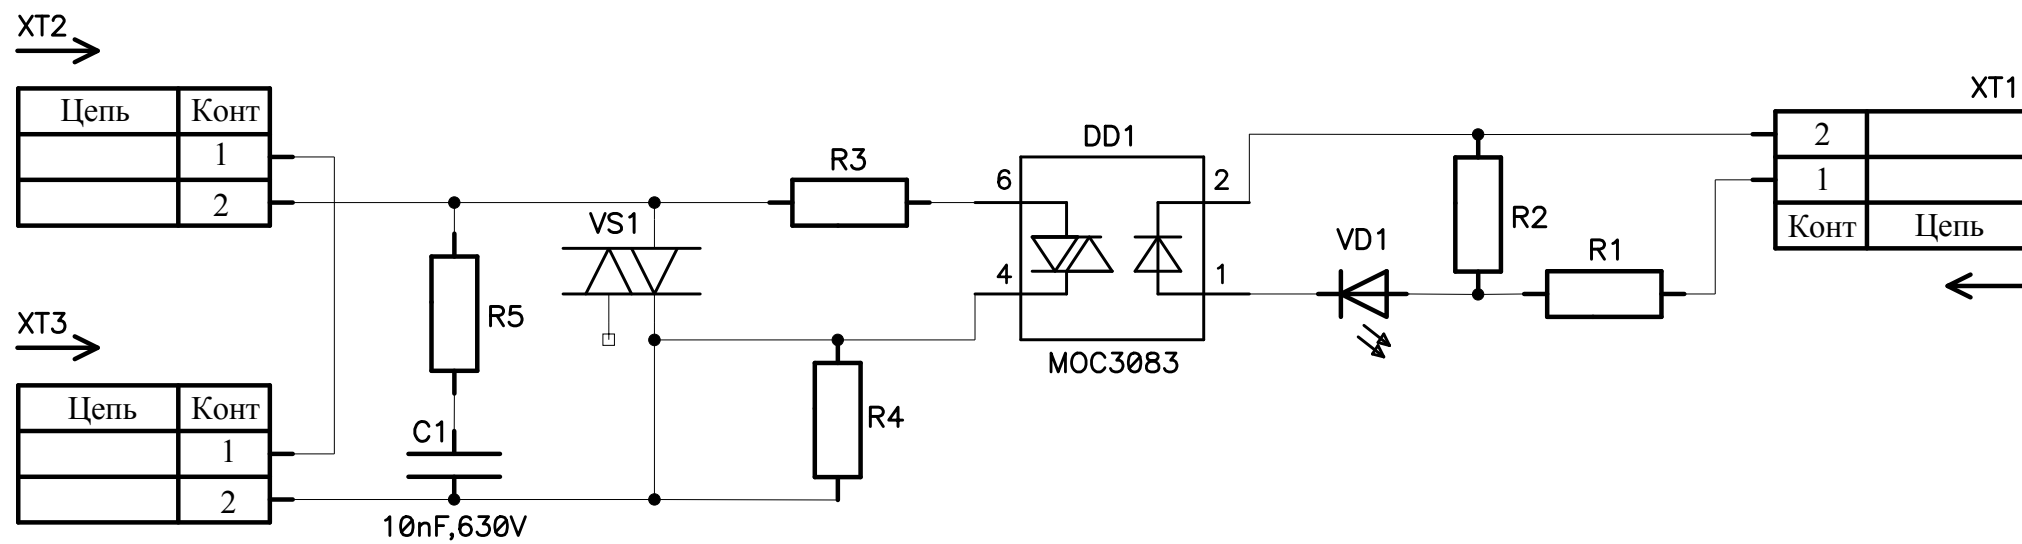 XT2
Цепь Конт
1
2
XT3
Цепь Конт
1
2
R5
C1
10nF,630V
VS1
R3
R4
DD1
6
4
2
1
MOC3083
VD1
R2
R1
XT1
2
1
Конт Цепь